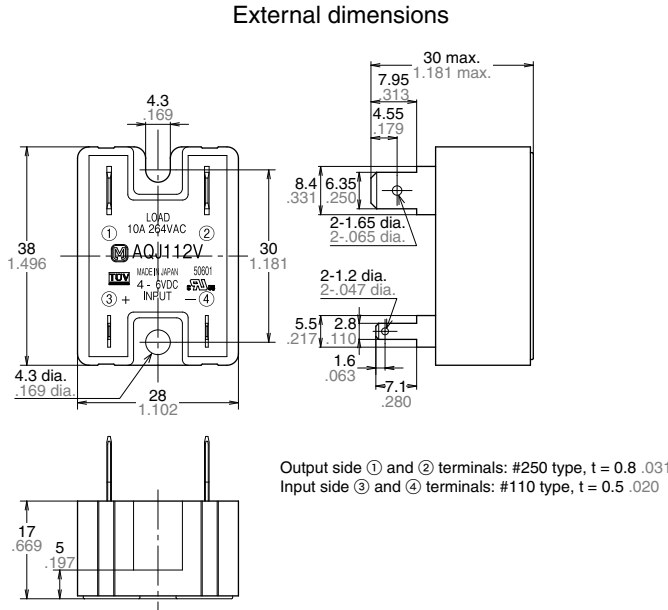 External dimensions
30 max.
1.181 max.
7.95
.313
4.3
.169
4.55
.179
8.4
.331
6.35
.250
LOAD
10A 264VAC
① ②
2-1.65 dia.
2-.065 dia.
38
1.496
AQJ112V
30
1.181
TÜV
MADE IN JAPAN 50601
4 - 6VDC
③ + INPUT − ④
2-1.2 dia.
2-.047 dia.
5.5
.217
2.8
.110
1.6
.063
7.1
.280
4.3 dia.
.169 dia.
28
1.102
Output side ① and ② terminals: #250 type, t = 0.8 .031
Input side ③ and ④ terminals: #110 type, t = 0.5 .020
17
.669
5
.197